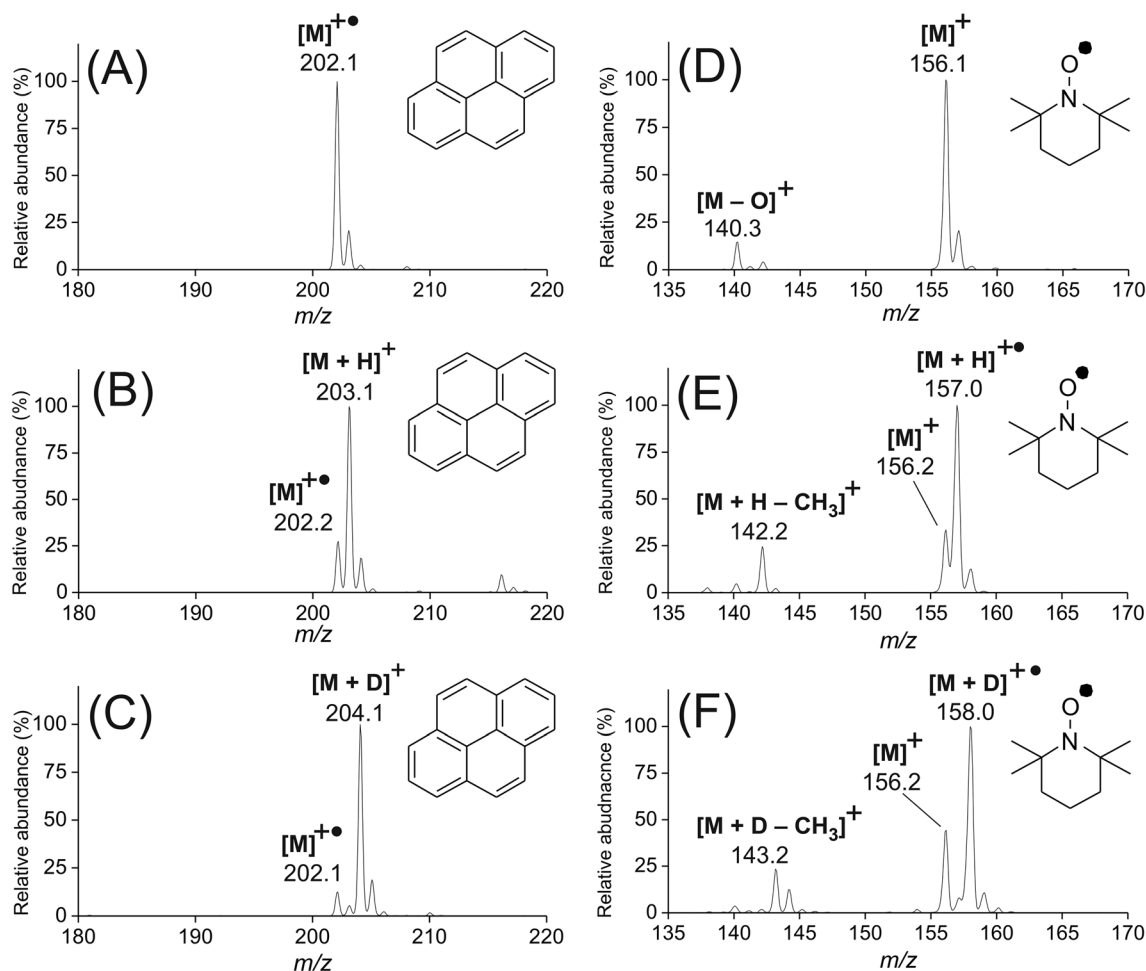 (A)
[M]+●
202.1
Relative abundance (%)
100
75
50
25
0
180
190
200
210
220
m/z
(B)
[M + H]+
203.1
[M]+●
202.2
Relative abudnance (%)
100
75
50
25
0
180
190
200
210
220
m/z
(C)
[M + D]+
204.1
[M]+●
202.1
Relative abundance (%)
100
75
50
25
0
180
190
200
210
220
m/z
(D)
[M]+
156.1
[M – O]+
140.3
O●
N
Relative abundance (%)
100
75
50
25
0
135
140
145
150
155
160
165
170
m/z
(E)
[M + H]+●
157.0
[M]+
156.2
[M + H – CH3]+
142.2
O●
N
Relative abundance (%)
100
75
50
25
0
135
140
145
150
155
160
165
170
m/z
(F)
[M + D]+●
158.0
[M]+
156.2
[M + D – CH3]+
143.2
O●
N
Relative abudnacnce (%)
100
75
50
25
0
135
140
145
150
155
160
165
170
m/z